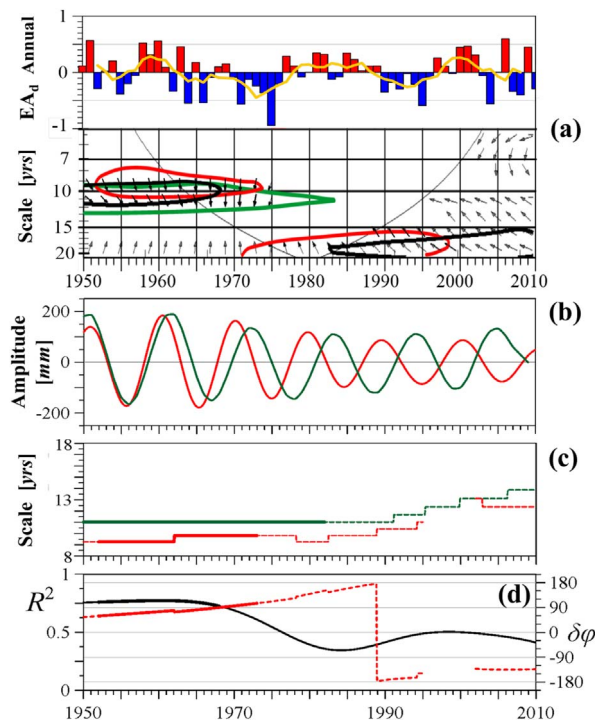 1
EA_d Annual
0
-1
(a)
Scale [yrs]
7
10
15
20
1950 1960 1970 1980 1990 2000 2010
(b)
Amplitude [mm]
200
0
-200
(c)
Scale [yrs]
18
13
8
(d)
R²
1
0.5
0
180
90
0
-90
-180
δφ
1950 1970 1990 2010